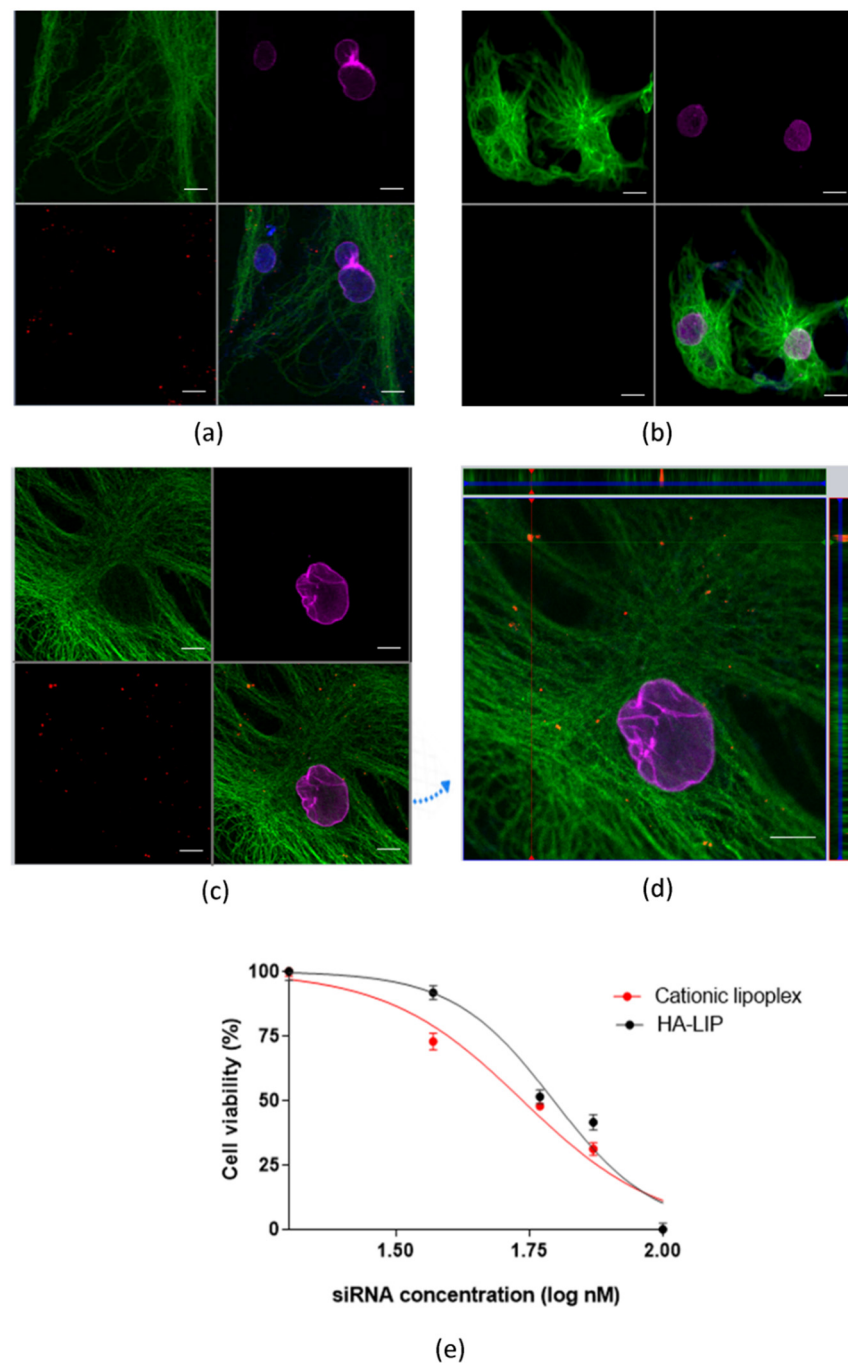 (a)
(b)
(c)
(d)
100
75
50
25
0
Cell viability (%)
Cationic lipoplex
HA-LIP
1.50
1.75
2.00
siRNA concentration (log nM)
(e)